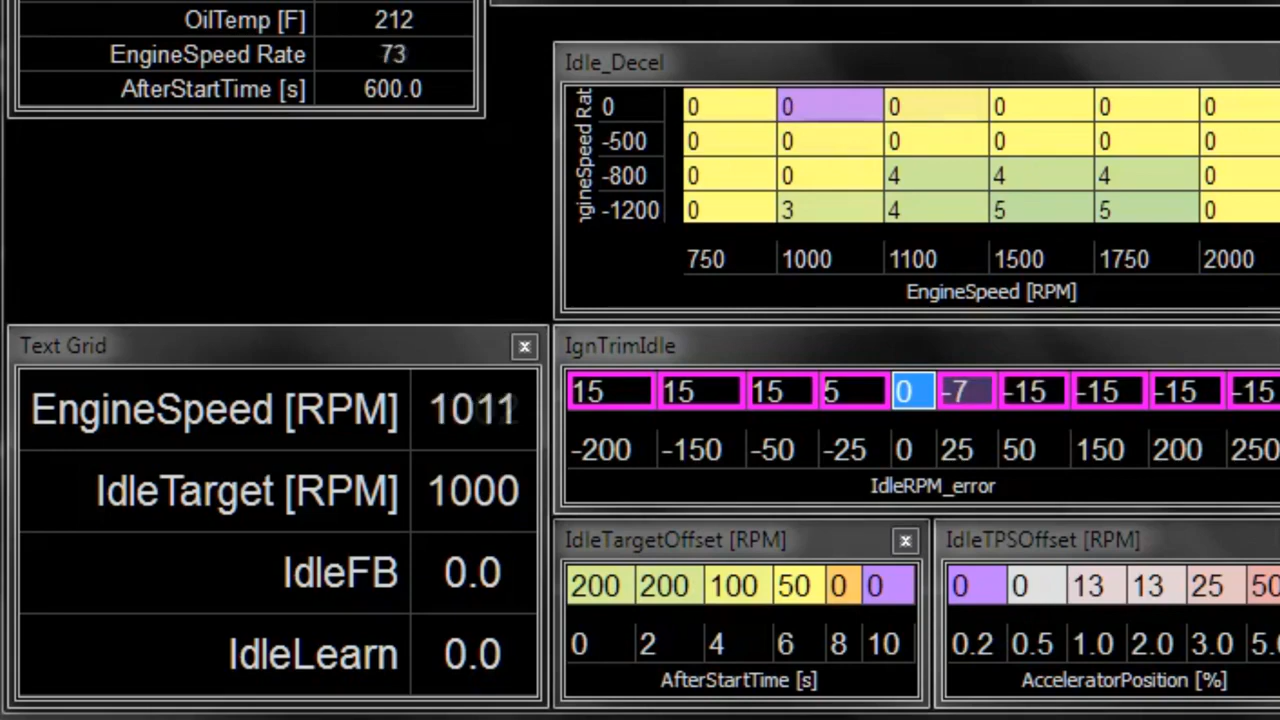 OilTemp [F] 212
EngineSpeed Rate 73
AfterStartTime [s] 600.0
Idle_Decel
0 0 0 0 0 0 0
-500 0 0 0 0 0 0
-800 0 0 4 4 4 0
-1200 0 3 4 5 5 0
750 1000 1100 1500 1750 2000
EngineSpeed [RPM]
Text Grid
EngineSpeed [RPM]
IdleTarget [RPM] 1000
IdleFB 0.0
IdleLearn 0.0
IgnTrimIdle
15 15 15 5 0 -7 -15 -15 -15 -15
-200 -150 -50 -25 0 25 50 150 200 250
IdleRPM_error
IdleTargetOffset [RPM]
200 200 100 50 0 0
0 2 4 6 8 10
AfterStartTime [s]
IdleTPSOffset [RPM]
0 0 13 13 25 50
0.2 0.5 1.0 2.0 3.0
AcceleratorPosition [%]